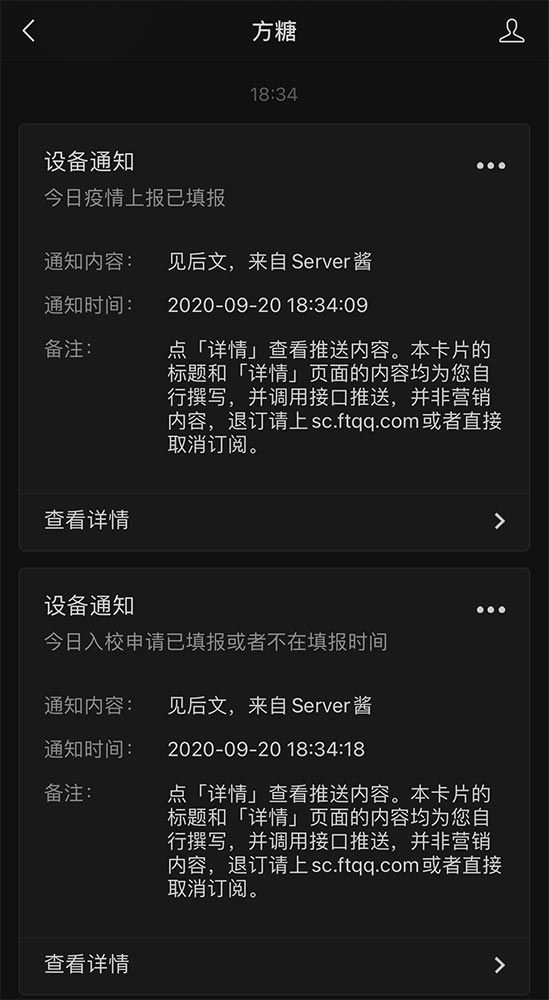 方糖
18:34
设备通知
今日疫情上报已填报
通知内容： 见后文，来自Server酱
通知时间： 2020-09-20 18:34:09
备注： 点「详情」查看推送内容。本卡片的
标题和「详情」页面的内容均为您自
行撰写，并调用接口推送，并非营销
内容，退订请上sc.ftqq.com或者直接
取消订阅。
查看详情
设备通知
今日入校申请已填报或者不在填报时间
通知内容： 见后文，来自Server酱
通知时间： 2020-09-20 18:34:18
备注： 点「详情」查看推送内容。本卡片的
标题和「详情」页面的内容均为您自
行撰写，并调用接口推送，并非营销
内容，退订请上sc.ftqq.com或者直接
取消订阅。
查看详情